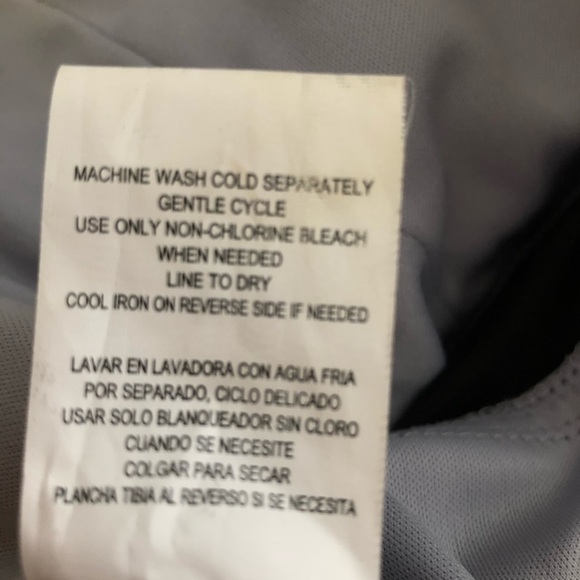 MACHINE WASH COLD SEPARATELY
GENTLE CYCLE
USE ONLY NON-CHLORINE BLEACH
WHEN NEEDED
LINE TO DRY
COOL IRON ON REVERSE SIDE IF NEEDED
LAVAR EN LAVADORA CON AGUA FRIA
POR SEPARADO, CICLO DELICADO
USAR SOLO BLANQUEADOR SIN CLORO
CUANDO SE NECESITE
COLGAR PARA SECAR
PLANCHA TIBIA AL REVERSO SI SE NECESITA